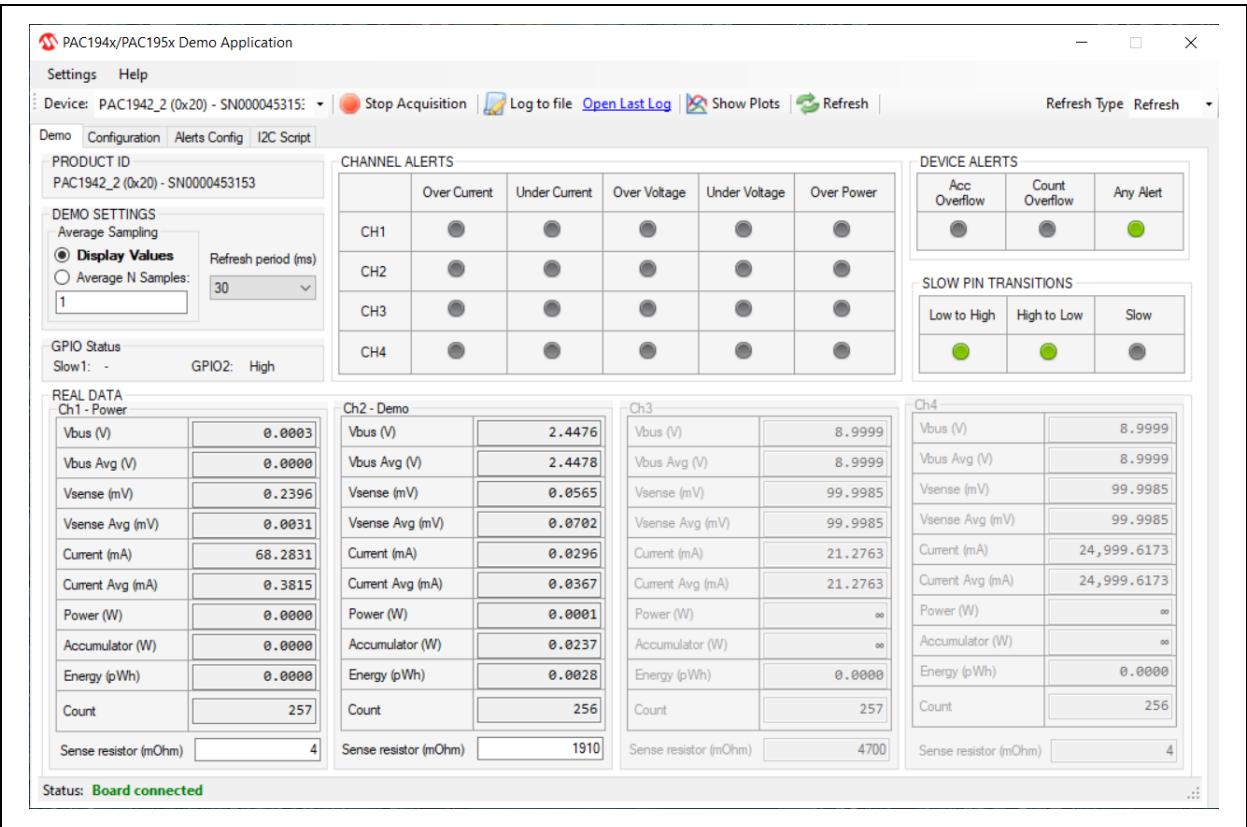 PAC194x/PAC195x Demo Application
Settings Help
Device: PAC1942_2 (0x20) - SN000045315: Stop Acquisition Log to file Open Last Log Show Plots Refresh Refresh Type Refresh
Demo Configuration Alerts Config I2C Script
PRODUCT ID
PAC1942_2 (0x20) - SN0000453153
DEMO SETTINGS
Average Sampling
Display Values
Average N Samples:
1
Refresh period (ms)
30
GPIO Status
Slow1: - GPIO2: High
CHANNEL ALERTS
Over Current Under Current Over Voltage Under Voltage Over Power
CH1
CH2
CH3
CH4
DEVICE ALERTS
Acc Overflow Count Overflow Any Alert
SLOW PIN TRANSITIONS
Low to High High to Low Slow
REAL DATA
Ch1 - Power
Vbus (V) 0.0003
Vbus Avg (V) 0.0000
Vsense (mV) 0.2396
Vsense Avg (mV) 0.0031
Current (mA) 68.2831
Current Avg (mA) 0.3815
Power (W) 0.0000
Accumulator (W) 0.0000
Energy (pWh) 0.0000
Count 257
Sense resistor (mOhm) 4
Ch2 - Demo
Vbus (V) 2.4476
Vbus Avg (V) 2.4478
Vsense (mV) 0.0565
Vsense Avg (mV) 0.0702
Current (mA) 0.0296
Current Avg (mA) 0.0367
Power (W) 0.0001
Accumulator (W) 0.0237
Energy (pWh) 0.0028
Count 256
Sense resistor (mOhm) 1910
Ch3
Vbus (V) 8.9999
Vbus Avg (V) 8.9999
Vsense (mV) 99.9985
Vsense Avg (mV) 99.9985
Current (mA) 21.2763
Current Avg (mA) 21.2763
Power (W) ∞
Accumulator (W) ∞
Energy (pWh) 0.0000
Count 257
Sense resistor (mOhm) 4700
Ch4
Vbus (V) 8.9999
Vbus Avg (V) 8.9999
Vsense (mV) 99.9985
Vsense Avg (mV) 99.9985
Current (mA) 24,999.6173
Current Avg (mA) 24,999.6173
Power (W) ∞
Accumulator (W) ∞
Energy (pWh) 0.0000
Count 256
Sense resistor (mOhm) 4
Status: Board connected